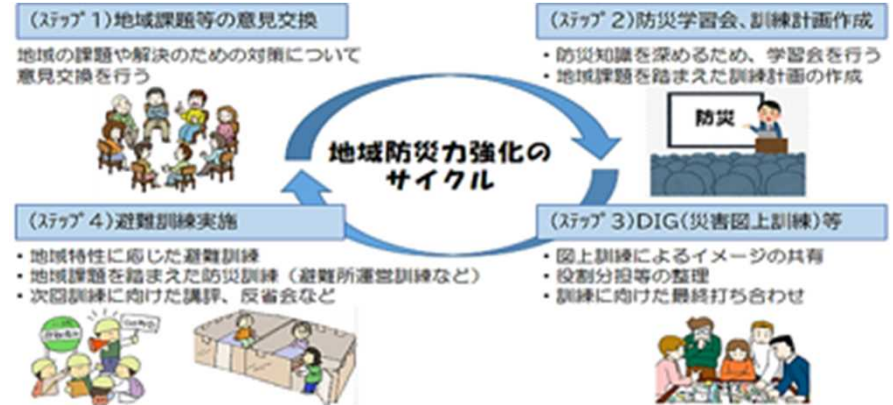 (ステップ1)地域課題等の意見交換
地域の課題や解決のための対策について
意見交換を行う
(ステップ2)防災学習会、訓練計画作成
・防災知識を深めるため、学習会を行う
・地域課題を踏まえた訓練計画の作成
防災
地域防災力強化の
サイクル
(ステップ3)DIG(災害図上訓練)等
・図上訓練によるイメージの共有
・役割分担等の整理
・訓練に向けた最終打ち合わせ
(ステップ4)避難訓練実施
・地域特性に応じた避難訓練
・地域課題を踏まえた防災訓練(避難所運営訓練など)
・次回訓練に向けた講評、反省会など